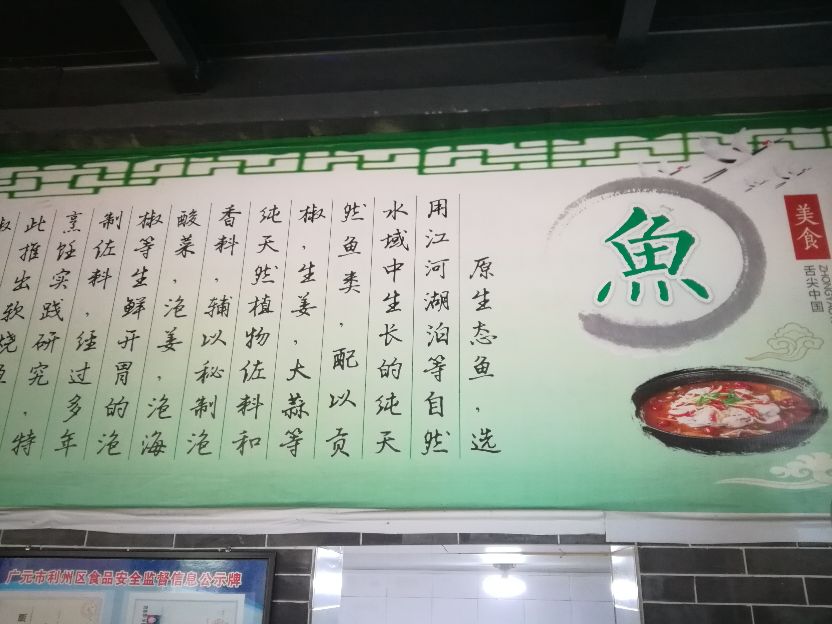 美食
舌尖中国
魚
原生态鱼，选
用江河湖泊等自然
水域中生长的纯天
然鱼类，配以贡
椒，生姜，大蒜等
纯天然植物佐料和
香料，辅以秘制泡
酸菜，泡姜，泡海
椒等生鲜开胃的泡
制佐料，经过多年
烹饪实践研究，特
此推出软烧
广元市利州区食品安全监督信息公示牌